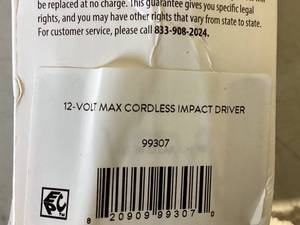 be replaced at no charge. This guarantee gives you specific legal
rights, and you may have other rights that vary from state to state.
For customer service, please call 833-908-2024.
12-VOLT MAX CORDLESS IMPACT DRIVER
99307
8 20909 99307 0